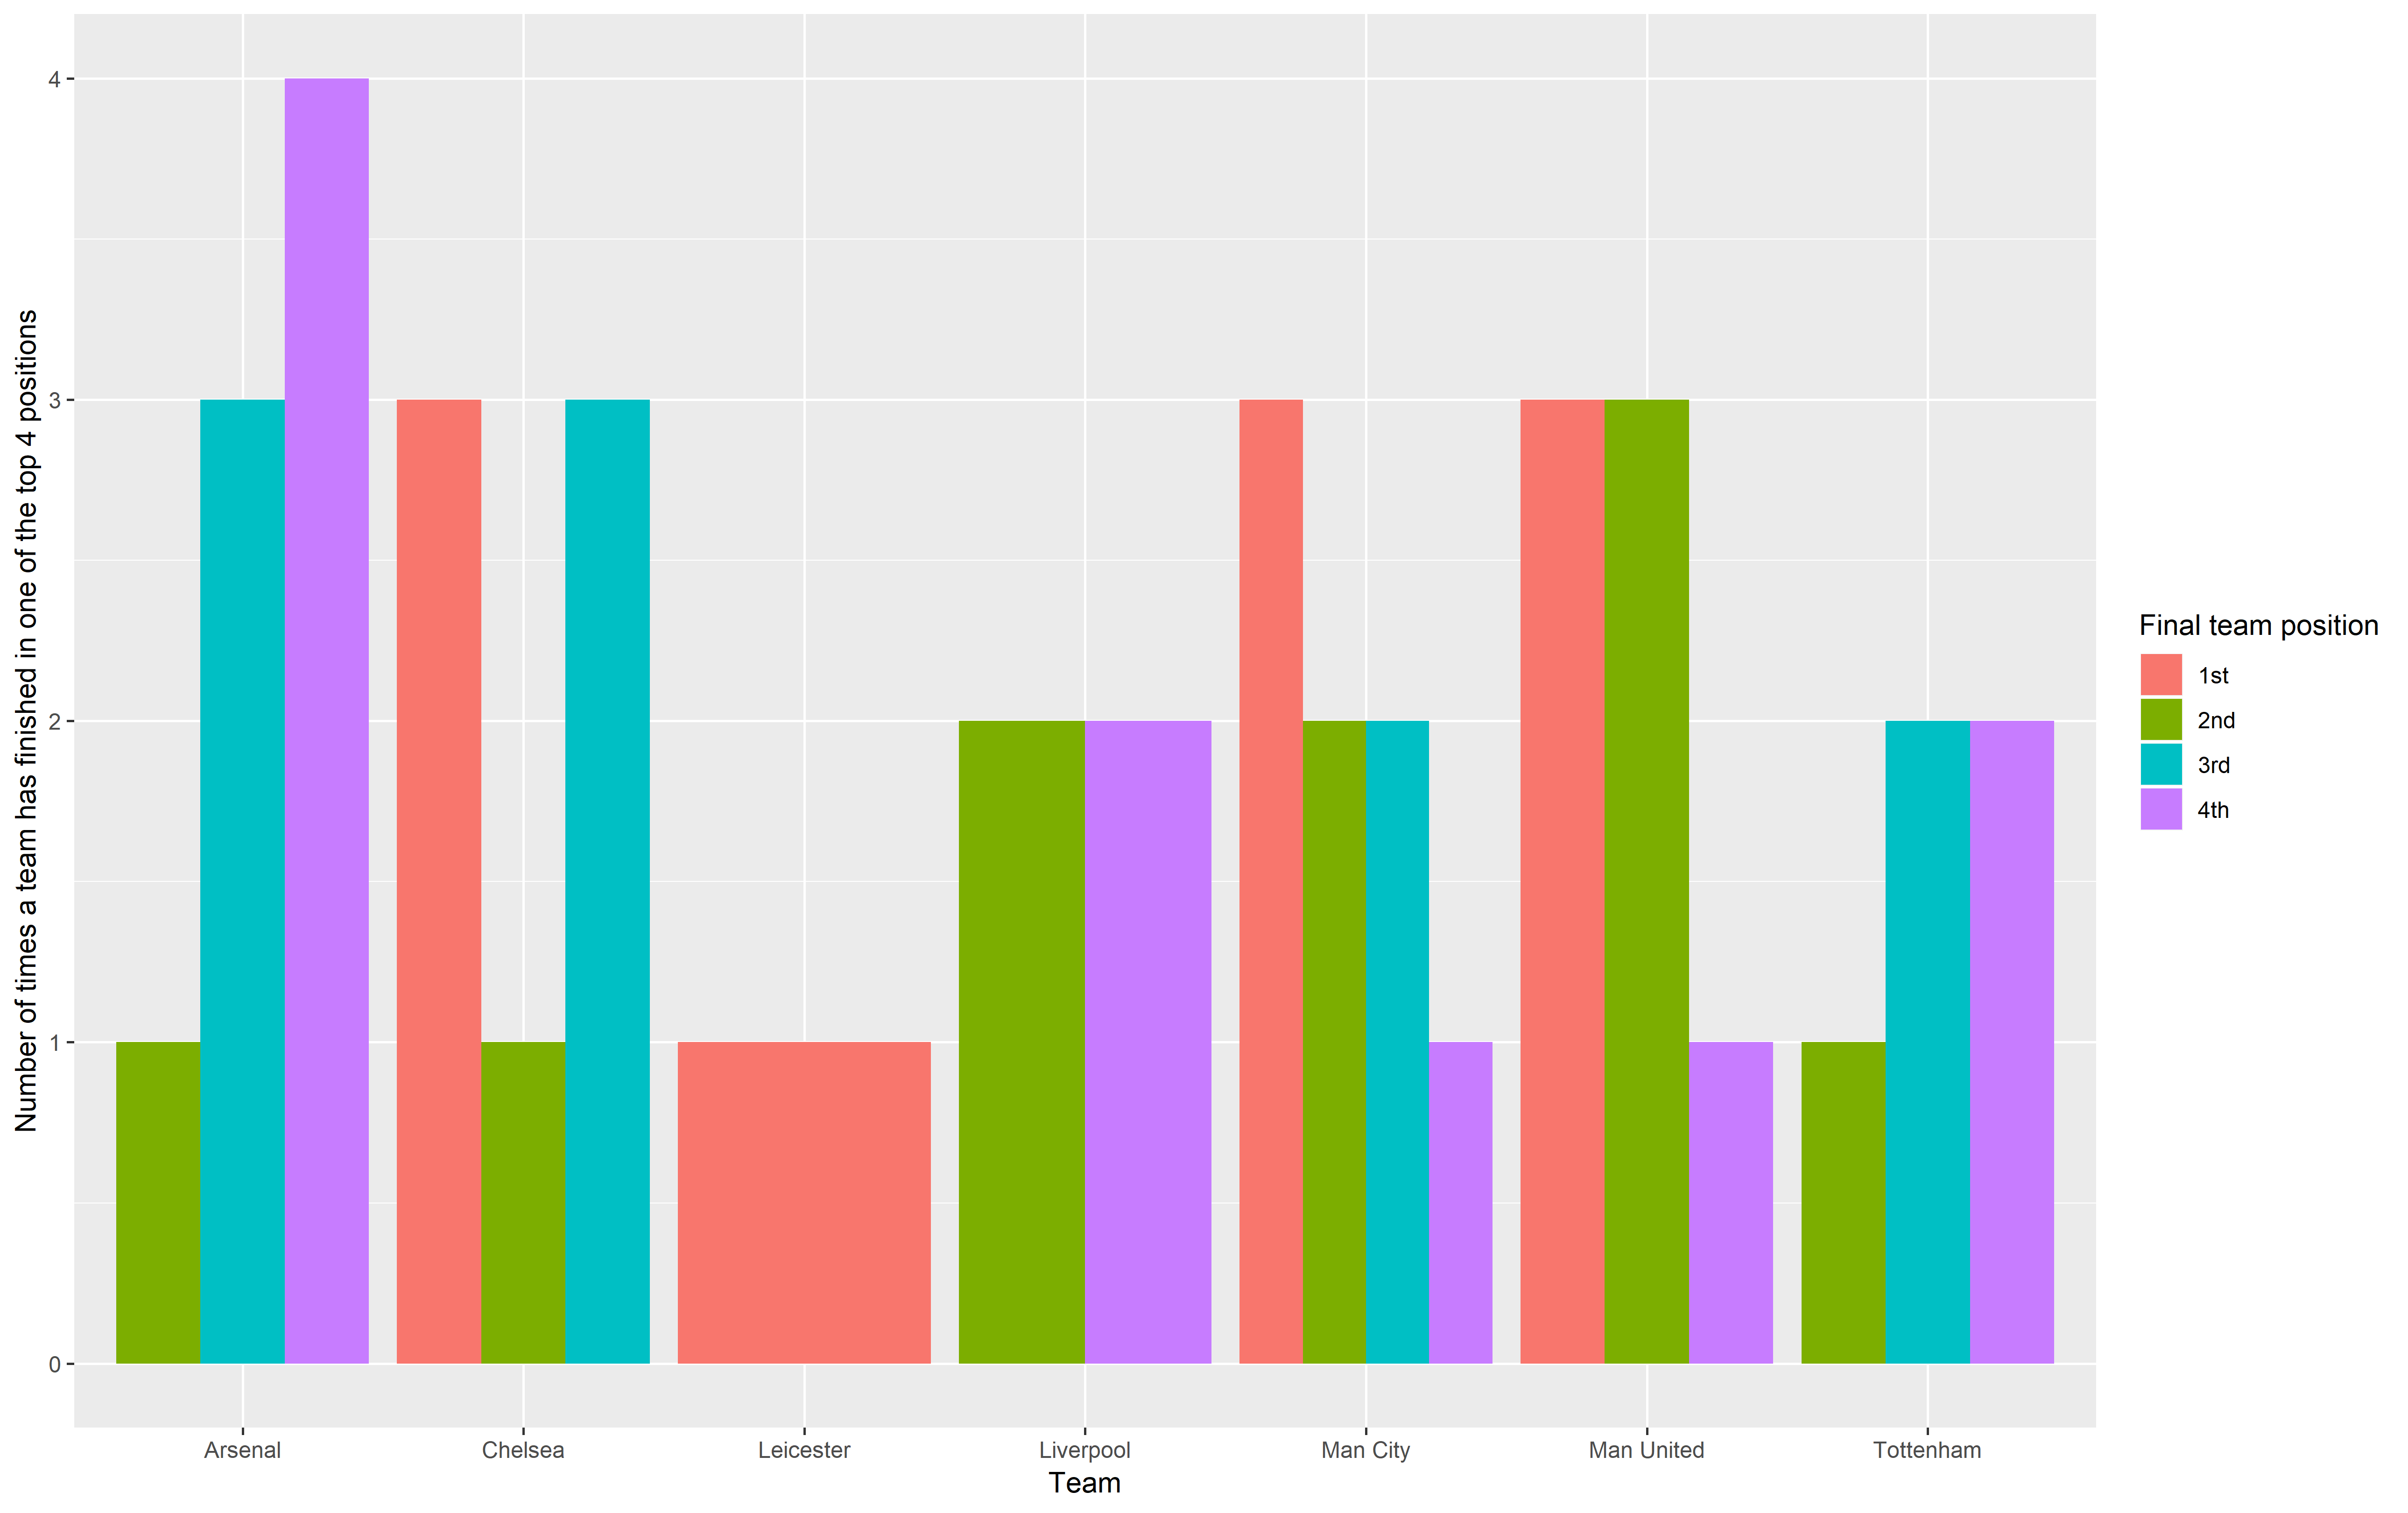 Number of times a team has finished in one of the top 4 positions
4
3
2
1
0
Arsenal
Chelsea
Leicester
Liverpool
Man City
Man United
Tottenham
Team
Final team position
1st
2nd
3rd
4th